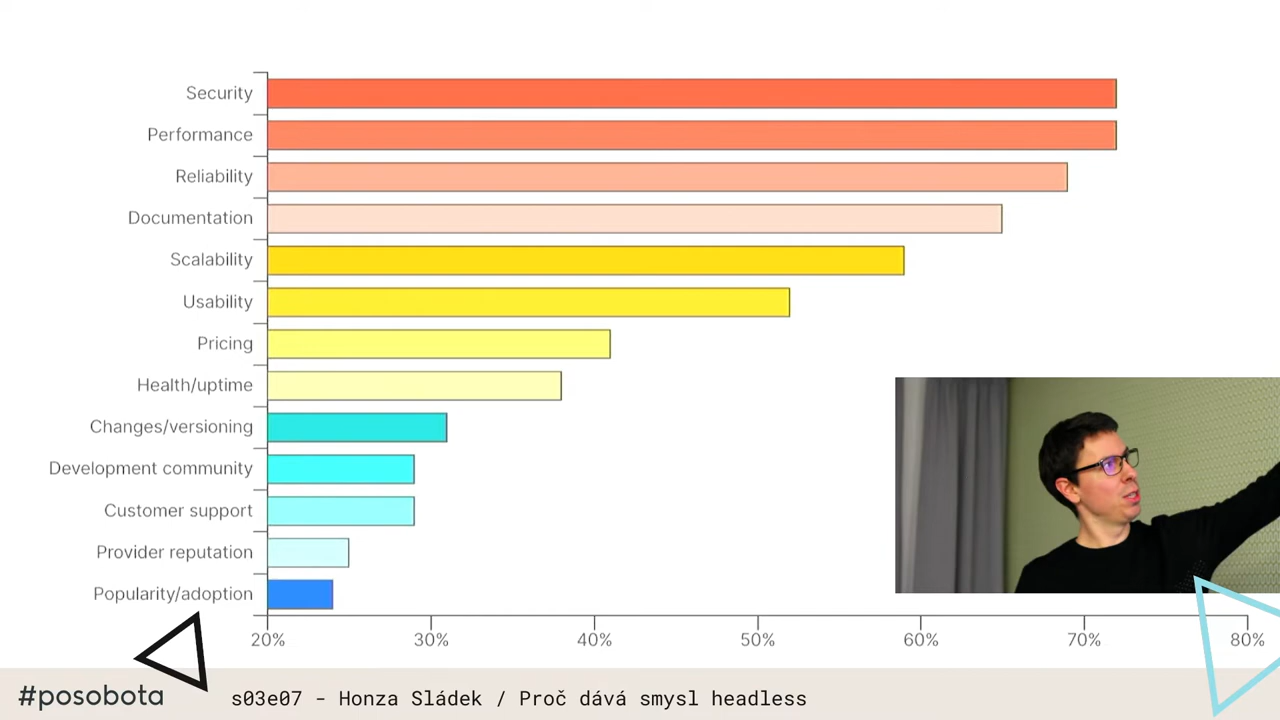 Security
Performance
Reliability
Documentation
Scalability
Usability
Pricing
Health/uptime
Changes/versioning
Development community
Customer support
Provider reputation
Popularity/adoption
20% 30% 40% 50% 60% 70% 80%
#posobota s03e07 - Honza Sládek / Proč dává smysl headless